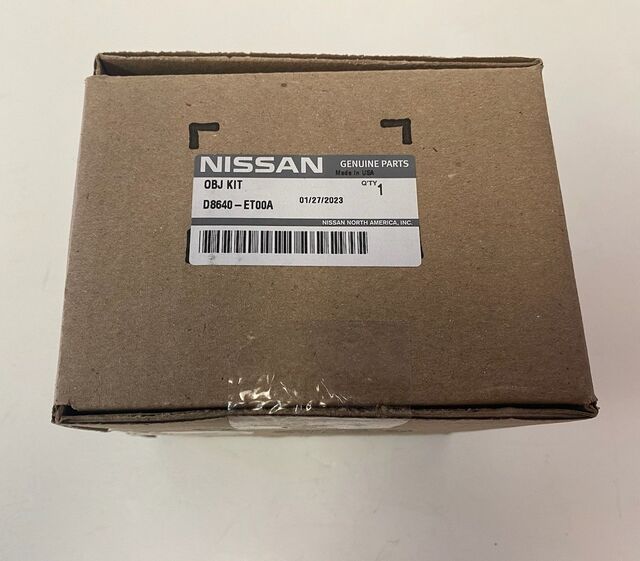 NISSAN GENUINE PARTS
Made in USA
OBJ KIT Q'TY 1
D8640-ET00A 01/27/2023
NISSAN NORTH AMERICA, INC.